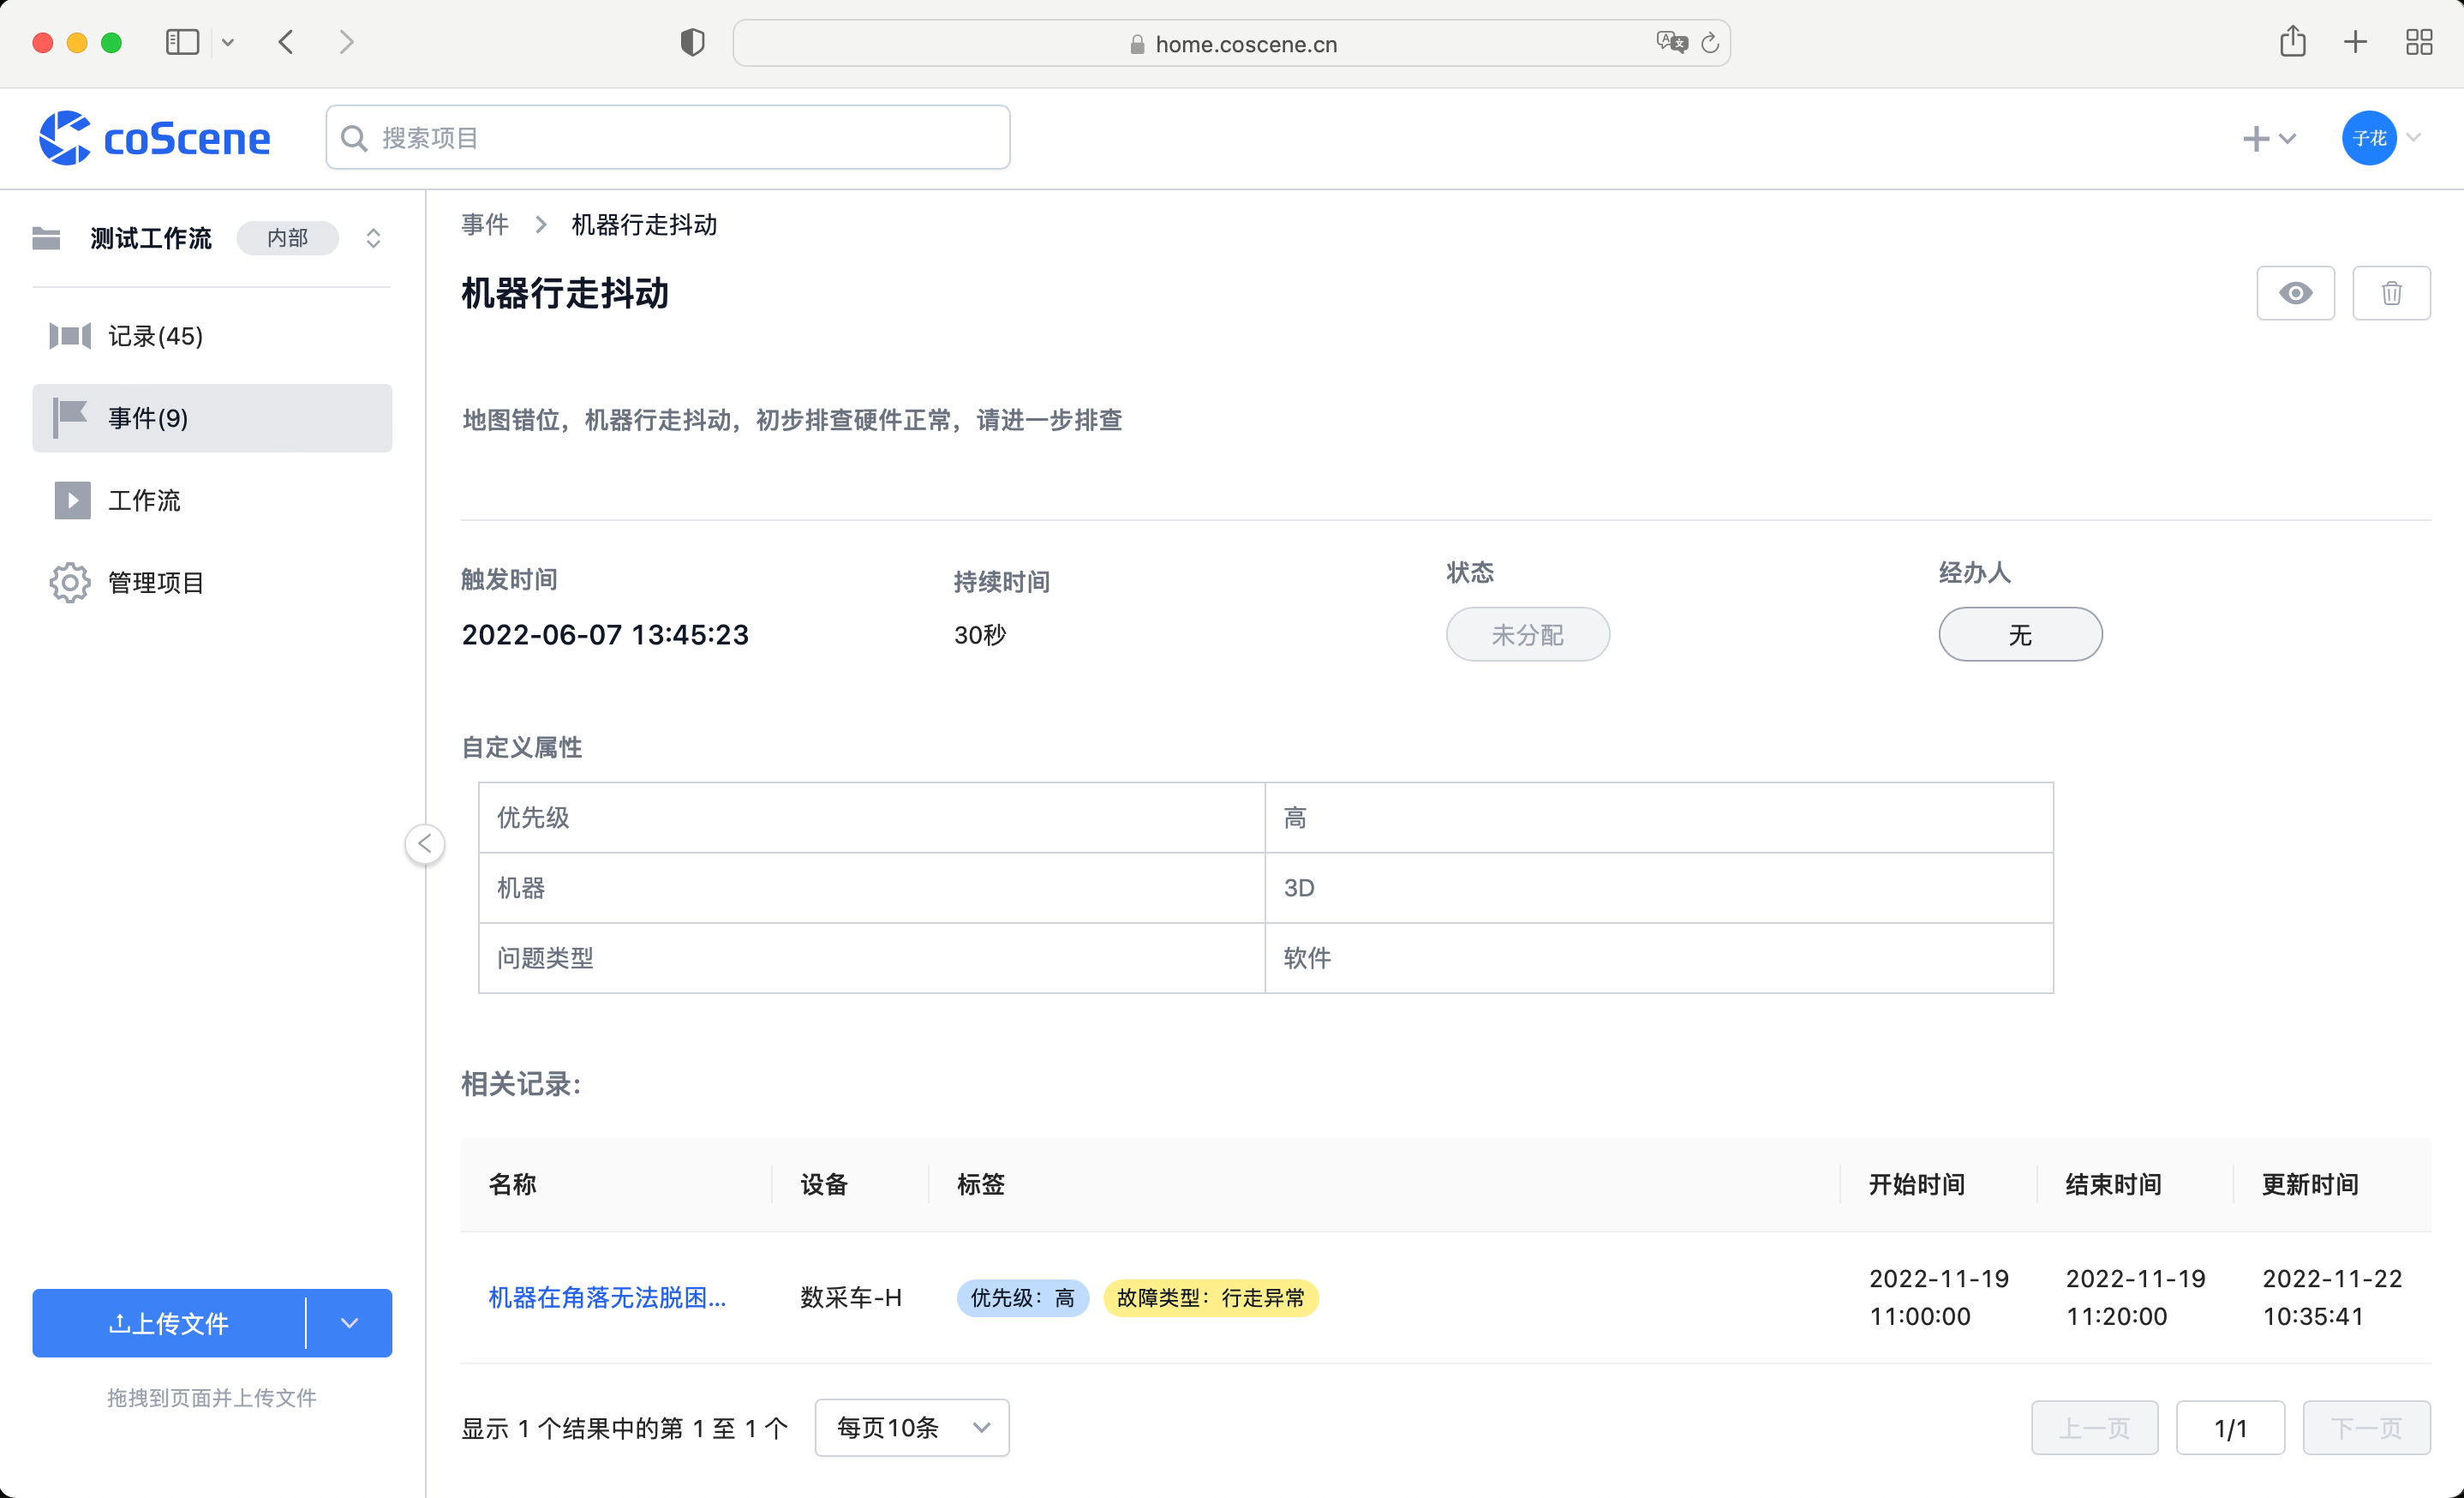 home.coscene.cn
coScene
搜索项目
子花
测试工作流 内部
记录(45)
事件(9)
工作流
管理项目
上传文件
拖拽到页面并上传文件
事件 > 机器行走抖动
机器行走抖动
地图错位，机器行走抖动，初步排查硬件正常，请进一步排查
触发时间 持续时间 状态 经办人
2022-06-07 13:45:23 30秒 未分配 无
自定义属性
优先级 高
机器 3D
问题类型 软件
相关记录:
名称 设备 标签 开始时间 结束时间 更新时间
机器在角落无法脱困... 数采车-H 优先级：高 故障类型：行走异常 2022-11-19 2022-11-19 2022-11-22
11:00:00 11:20:00 10:35:41
显示 1 个结果中的第 1 至 1 个 每页10条 上一页 1/1 下一页